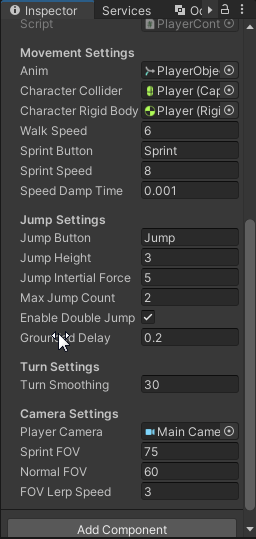 Inspector Services Oc
Script PlayerCont
Movement Settings
Anim PlayerObje
Character Collider Player (Cap
Character Rigid Body Player (Rigi
Walk Speed 6
Sprint Button Sprint
Sprint Speed 8
Speed Damp Time 0.001
Jump Settings
Jump Button Jump
Jump Height 3
Jump Intertial Force 5
Max Jump Count 2
Enable Double Jump
Grounded Delay 0.2
Turn Settings
Turn Smoothing 30
Camera Settings
Player Camera Main Came
Sprint FOV 75
Normal FOV 60
FOV Lerp Speed 3
Add Component